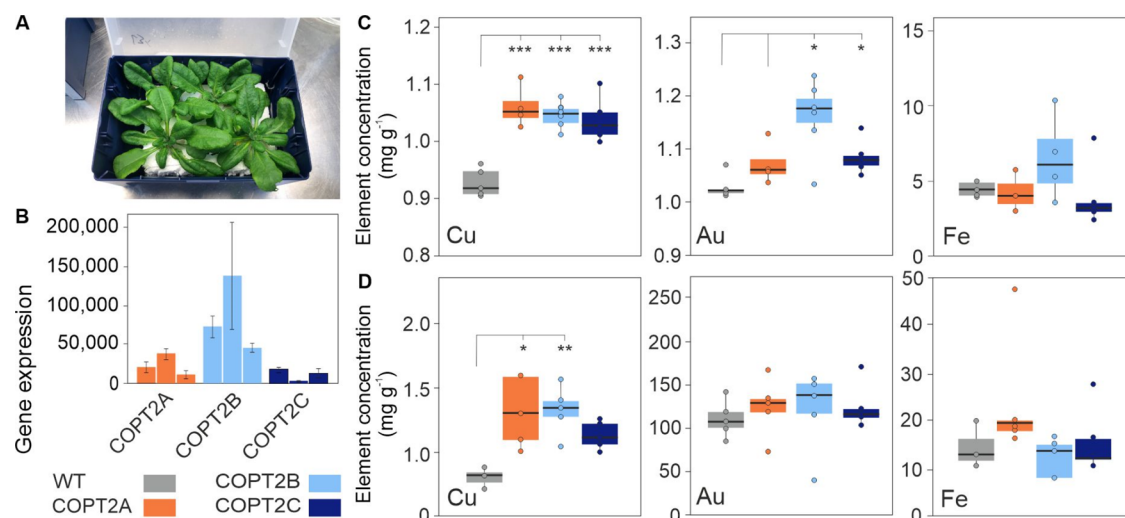 A
B
Gene expression
200,000
150,000
100,000
50,000
0
COPT2A
COPT2B
COPT2C
WT
COPT2A
COPT2B
COPT2C
C
Element concentration
(mg g⁻¹)
1.2
1.1
1.0
0.9
0.8
***
***
***
Cu
1.3
1.2
1.1
1.0
0.9
*
*
Au
15
10
5
0
Fe
D
Element concentration
(mg g⁻¹)
2.0
1.5
1.0
0
*
**
Cu
250
200
150
100
50
0
Au
50
40
30
20
10
0
Fe